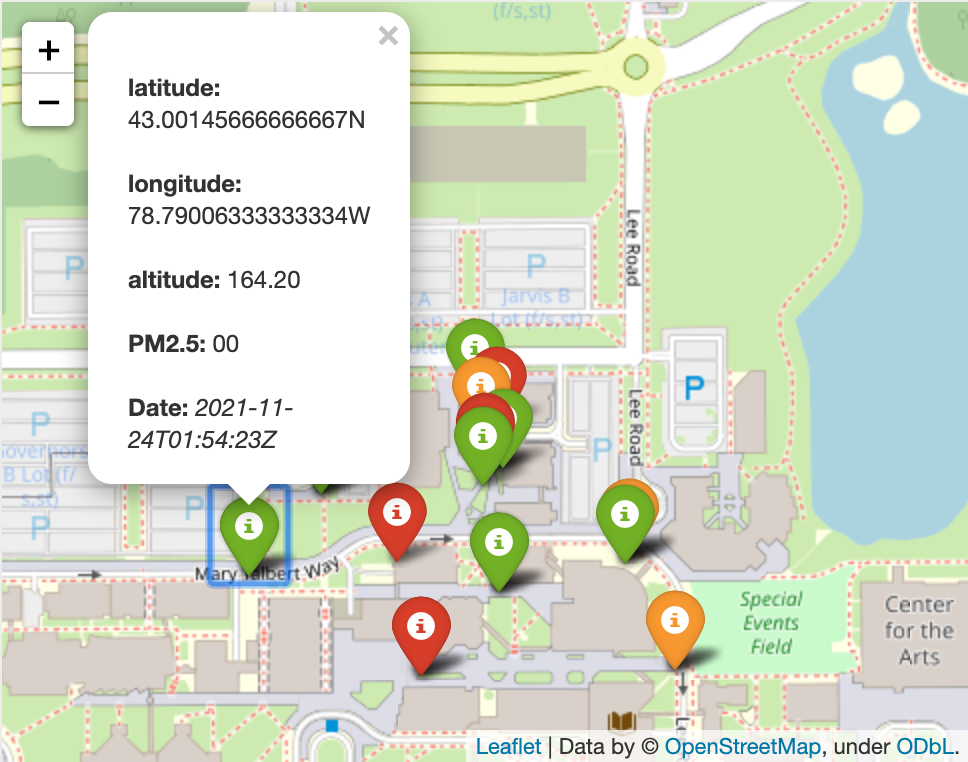 (f/s,st)
+
−
×
latitude:
43.00145666666667N
longitude:
78.79006333333334W
altitude: 164.20
PM2.5: 00
Date: 2021-11-
24T01:54:23Z
Lee Road
P
P
Jarvis B
Lot (f/s,st)
A
P
P
Lee Road
P
B Lot (f/
s,st)
P
P
Mary Talbert Way
Special
Events
Field
Center
for the
Arts
Leaflet | Data by © OpenStreetMap, under ODbL.